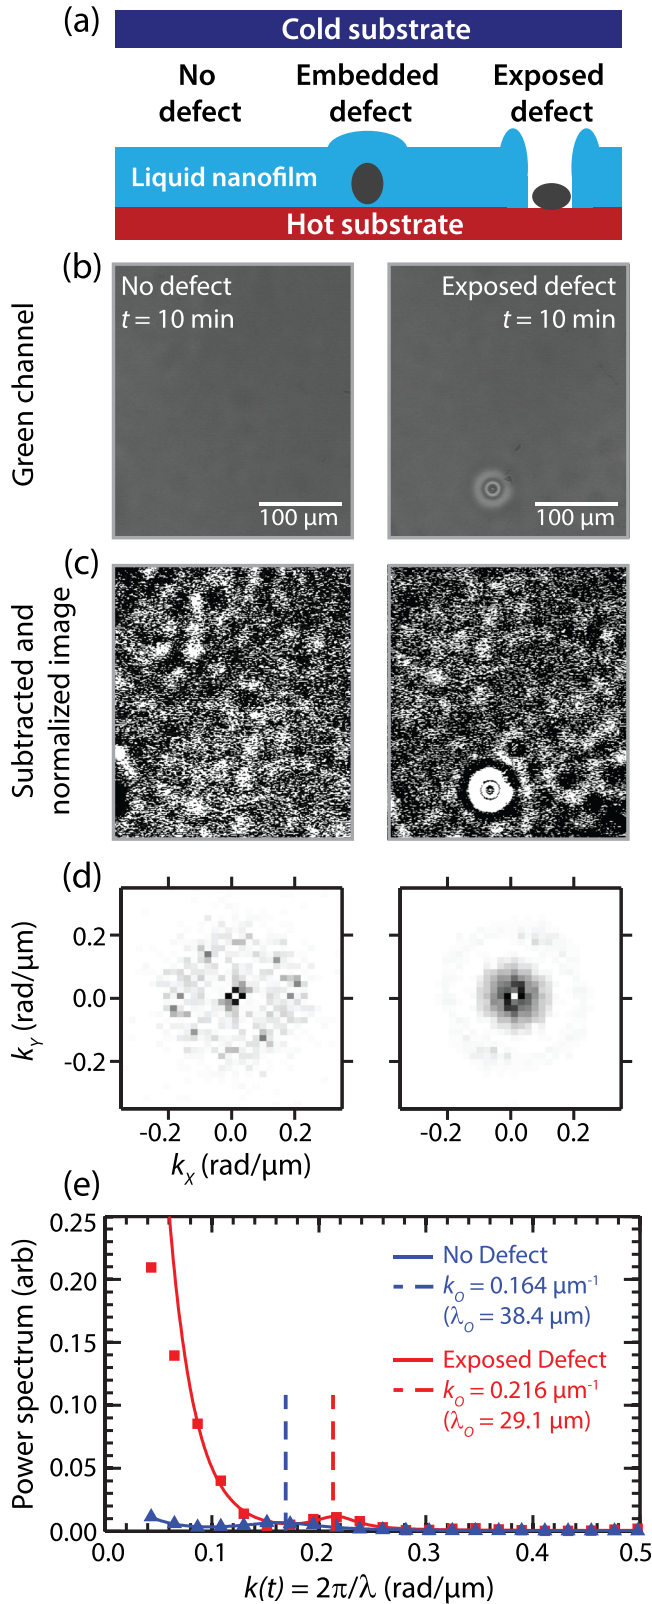 (a)
Cold substrate
No
defect
Embedded
defect
Exposed
defect
Liquid nanofilm
Hot substrate
(b)
Green channel
No defect
t = 10 min
100 μm
Exposed defect
t = 10 min
100 μm
(c)
Subtracted and
normalized image
(d)
k_Y (rad/μm)
0.2
0.0
-0.2
-0.2
0.0
0.2
-0.2
0.0
0.2
k_X (rad/μm)
(e)
Power spectrum (arb)
0.25
0.20
0.15
0.10
0.05
0.00
No Defect
k_O = 0.164 μm⁻¹
(λ_O = 38.4 μm)
Exposed Defect
k_O = 0.216 μm⁻¹
(λ_O = 29.1 μm)
0.0
0.1
0.2
0.3
0.4
0.5
k(t) = 2π/λ (rad/μm)